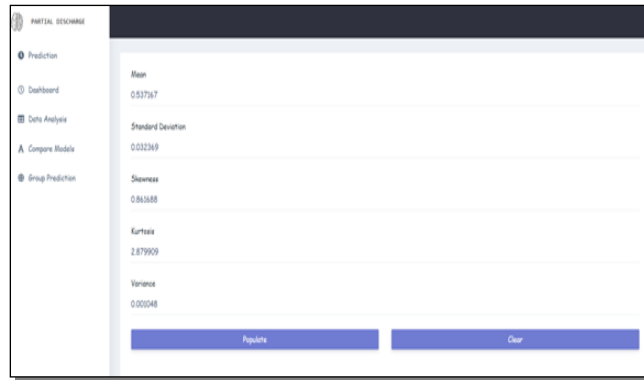 PARTIAL DISCHARGE
Prediction
Dashboard
Data Analysis
Compare Models
Group Prediction
Mean
0.537167
Standard Deviation
0.032369
Skewness
0.861688
Kurtosis
2.879909
Variance
0.001048
Populate
Clear